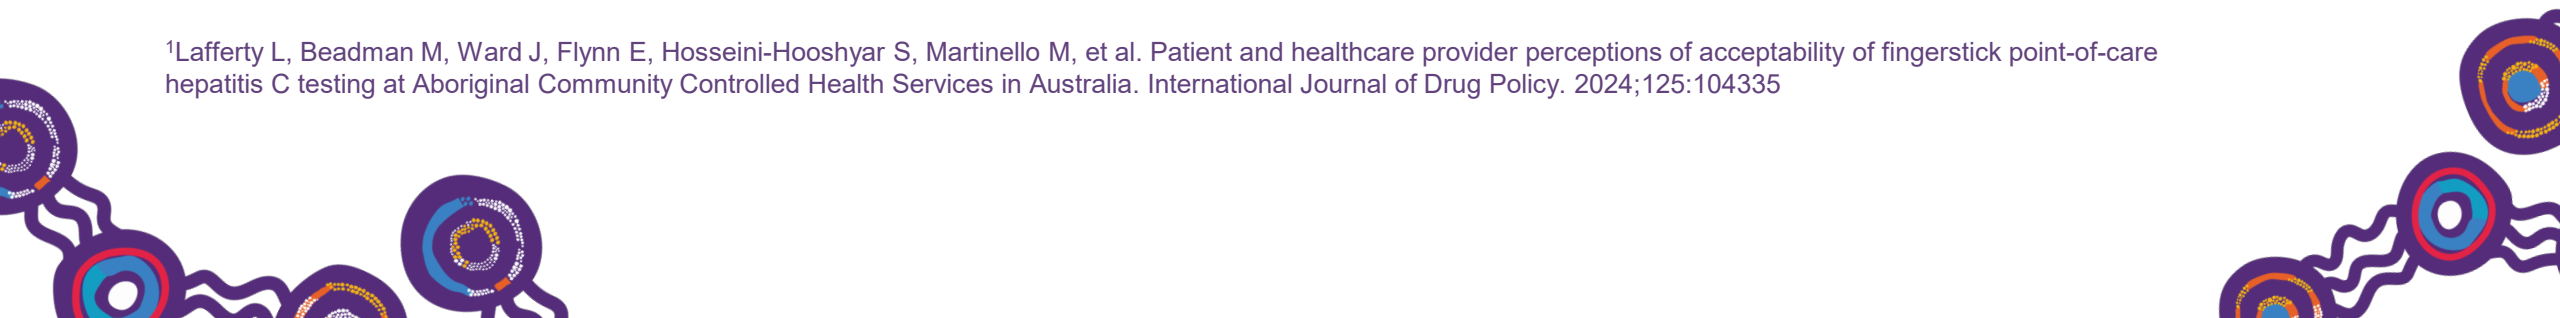 ¹Lafferty L, Beadman M, Ward J, Flynn E, Hosseini-Hooshyar S, Martinello M, et al. Patient and healthcare provider perceptions of acceptability of fingerstick point-of-care
hepatitis C testing at Aboriginal Community Controlled Health Services in Australia. International Journal of Drug Policy. 2024;125:104335